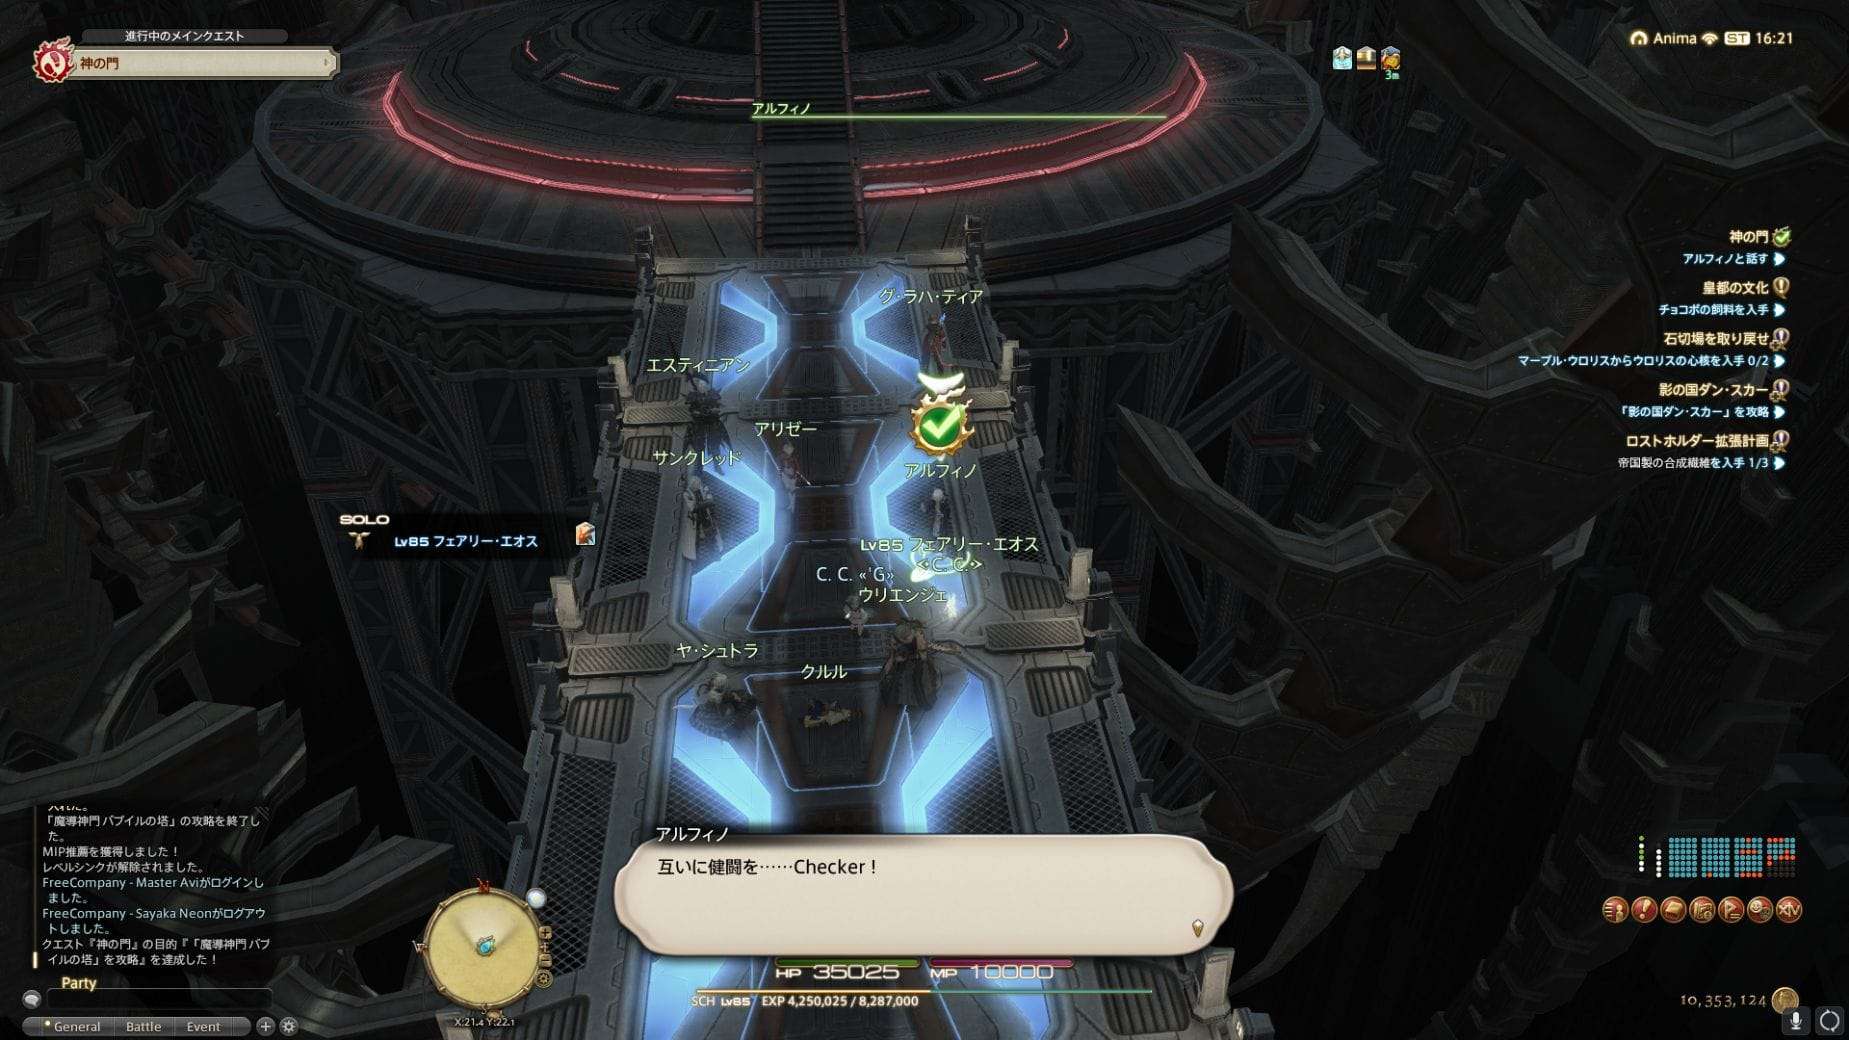 進行中のメインクエスト
神の門
Anima ST 16:21
3m
アルフィノ
神の門
アルフィノと話す
皇都の文化
チョコボの飼料を入手
石切場を取り戻せ
マーブル・ウロリスからウロリスの心核を入手 0/2
影の国ダン・スカー
「影の国ダン・スカー」を攻略
ロストホルダー拡張計画
帝国製の合成繊維を入手 1/3
グ・ラハ・ティア
エスティニアン
アリゼー
サンクレッド
アルフィノ
SOLO
Lv85 フェアリー・エオス
Lv85 フェアリー・エオス
«C. C.»
C. C. «'G»
ウリエンジェ
ヤ・シュトラ
クルル
アルフィノ
互いに健闘を……Checker！
入れた。
「魔導神門 バブイルの塔」の攻略を終了し
た。
MIP推薦を獲得しました！
レベルシンクが解除されました。
FreeCompany - Master Aviがログインし
ました。
FreeCompany - Sayaka Neonがログアウ
トしました。
クエスト『神の門』の目的『「魔導神門 バブ
イルの塔」を攻略』を達成した！
Party
General Battle Event
N
W
X:21.4 Y:22.1
HP 35025 MP 10000
SCH Lv85 EXP 4,250,025 / 8,287,000
XIV
10,353,124